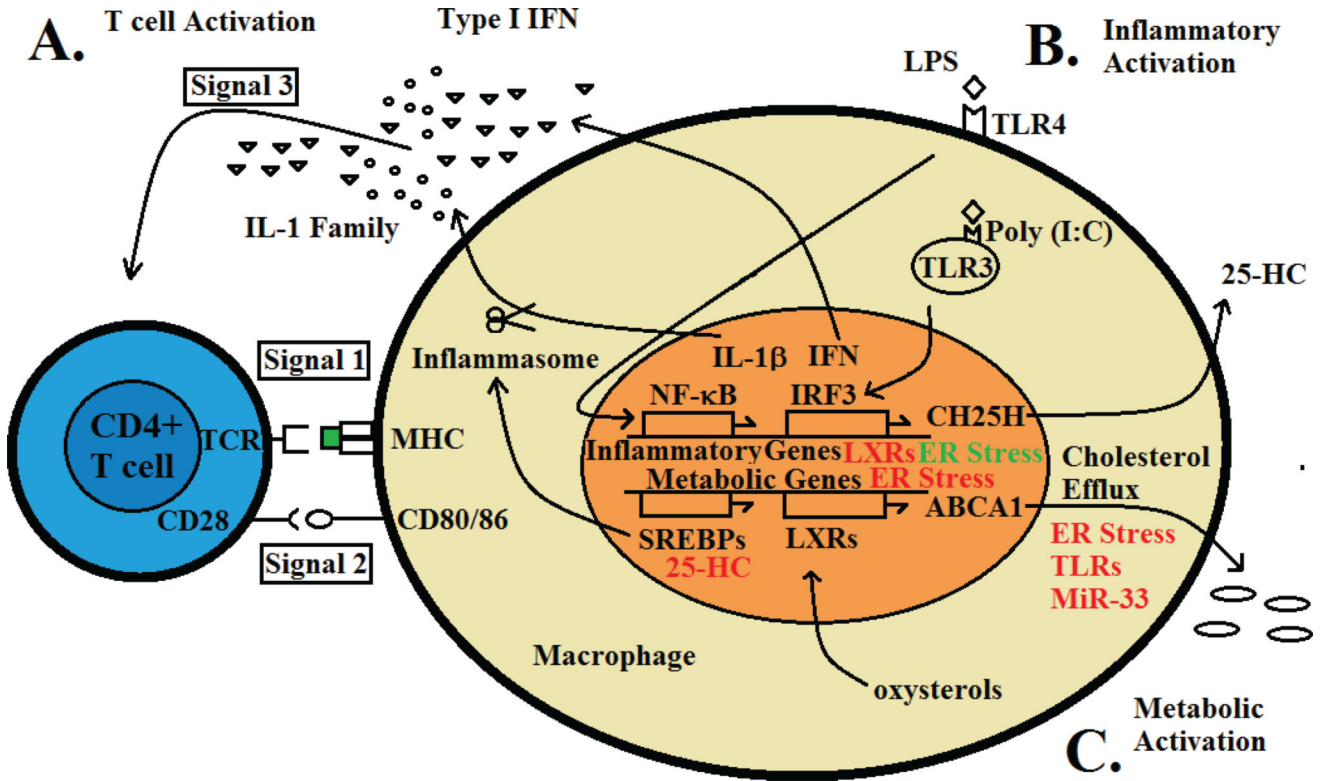 A.
T cell Activation
Type I IFN
Signal 3
IL-1 Family
B.
Inflammatory
Activation
LPS
TLR4
Poly (I:C)
TLR3
25-HC
Signal 1
CD4+
T cell
TCR
MHC
CD28
CD80/86
Signal 2
Inflammasome
IL-1β IFN
NF-κB IRF3
CH25H
Inflammatory Genes LXRs ER Stress
Metabolic Genes ER Stress
ABCA1
SREBPs LXRs
25-HC
Cholesterol
Efflux
ER Stress
TLRs
MiR-33
Macrophage
oxysterols
C.
Metabolic
Activation